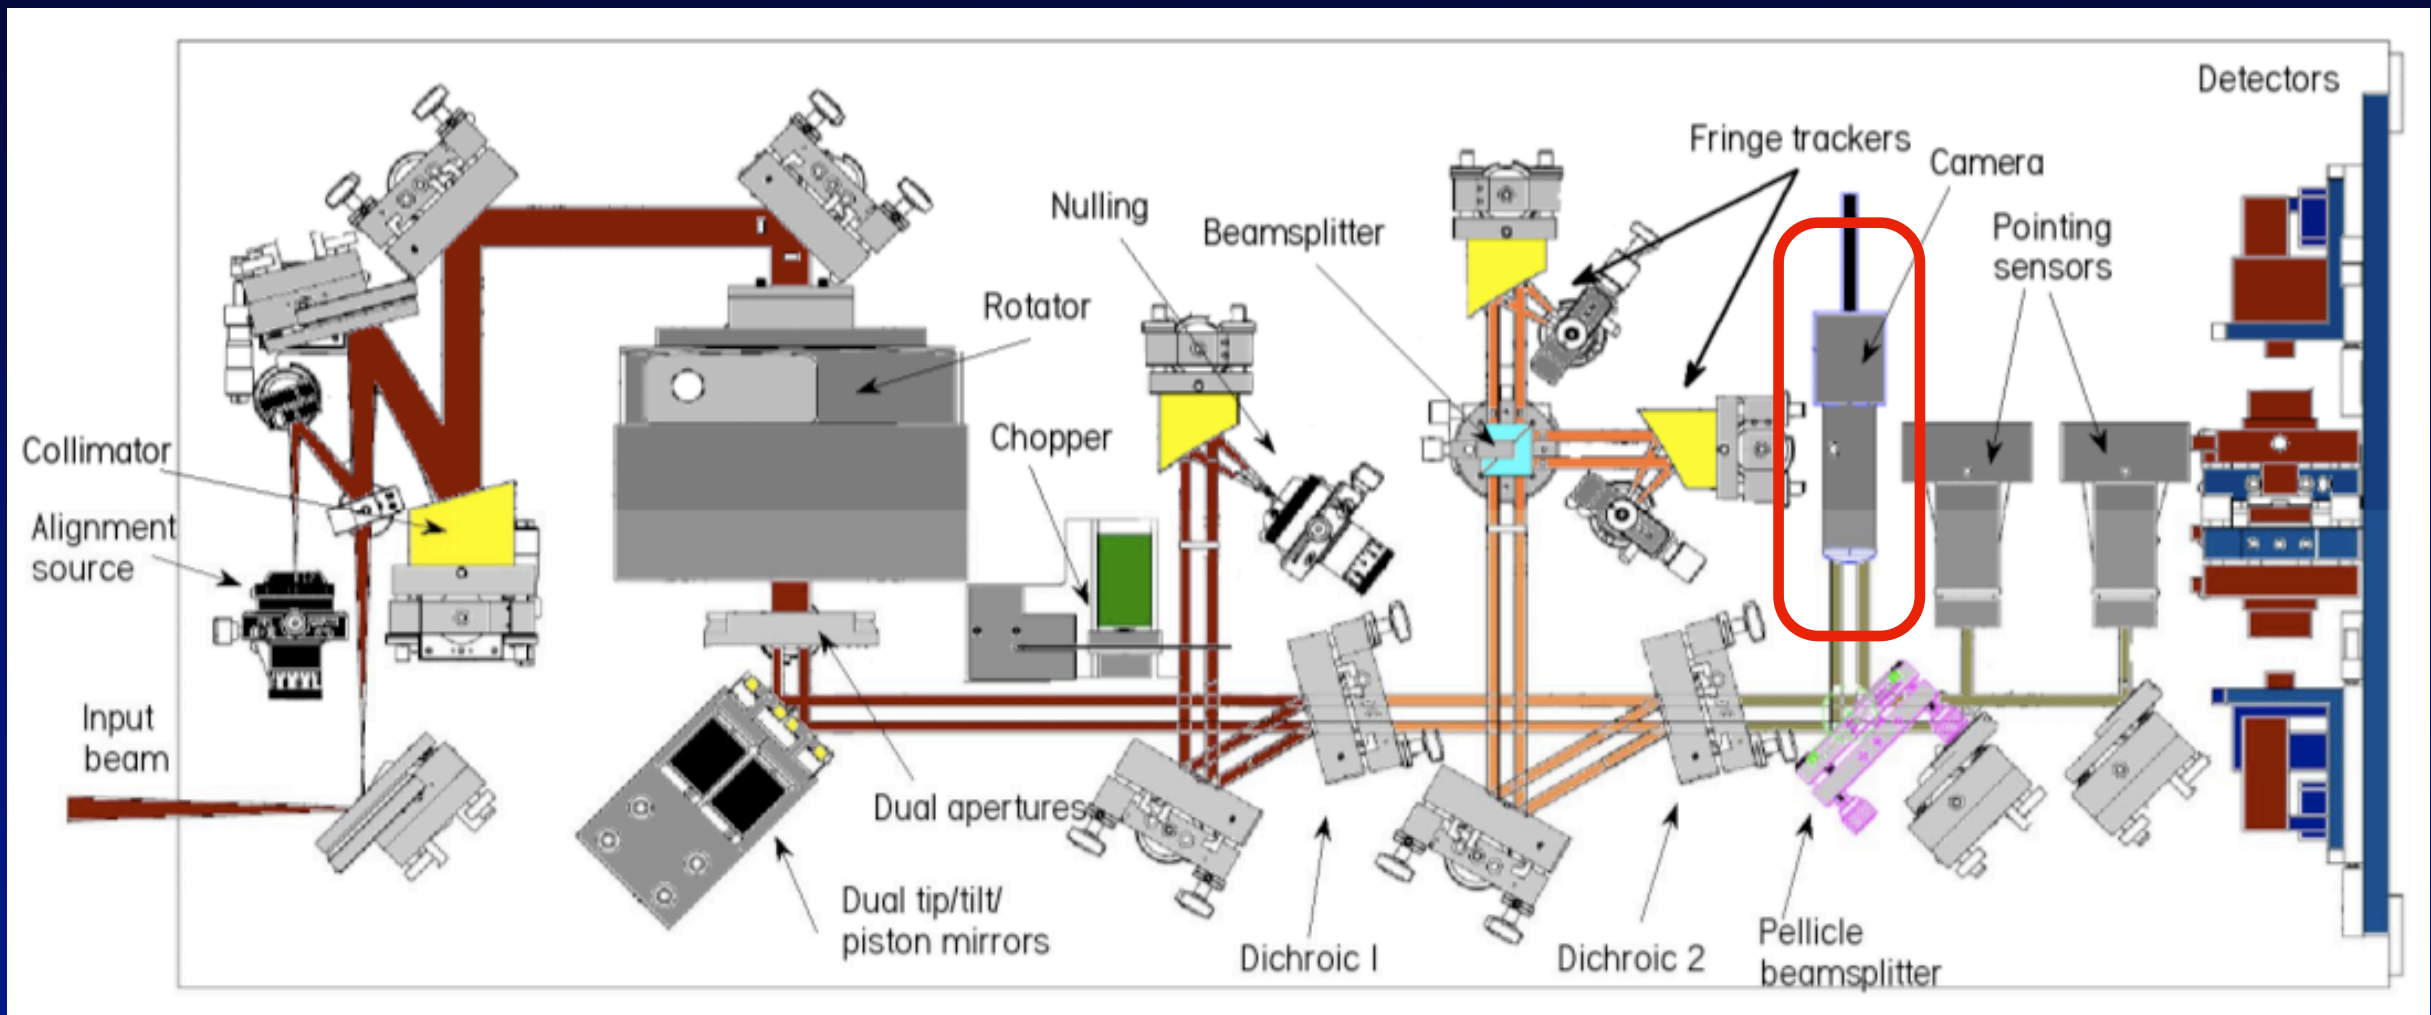 Detectors
Fringe trackers
Camera
Nulling
Beamsplitter
Pointing
sensors
Rotator
Chopper
Collimator
Alignment
source
Input
beam
Dual apertures
Dual tip/tilt/
piston mirrors
Dichroic 1
Dichroic 2
Pellicle
beamsplitter